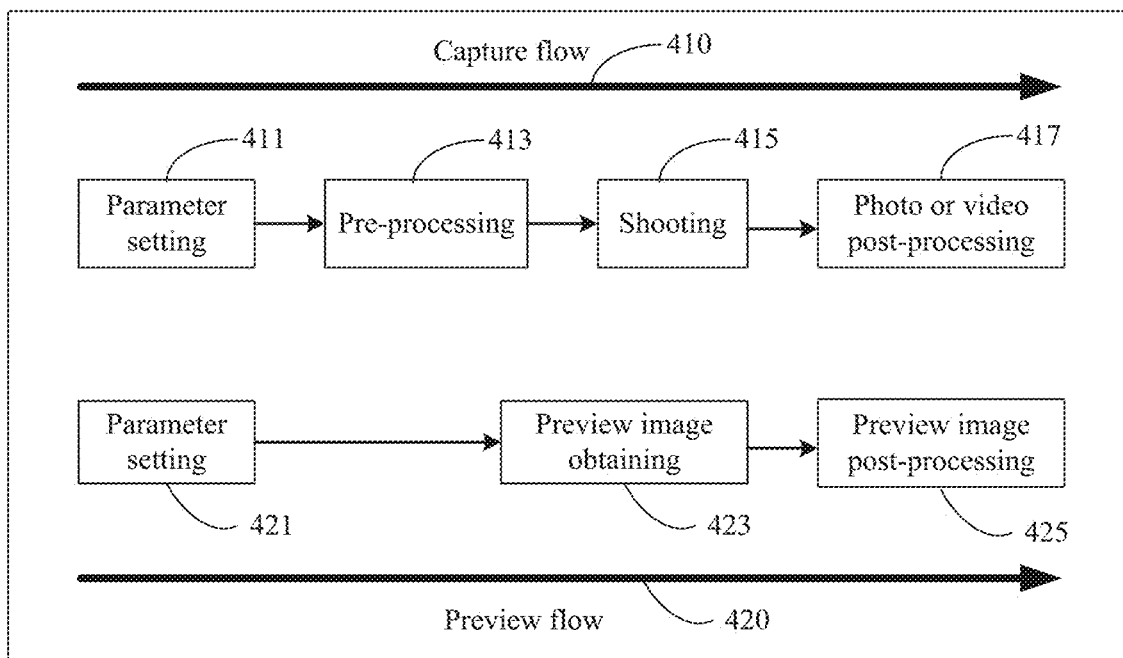 Capture flow
410
411
413
415
417
Parameter
setting
Pre-processing
Shooting
Photo or video
post-processing
Parameter
setting
Preview image
obtaining
Preview image
post-processing
421
423
425
Preview flow
420